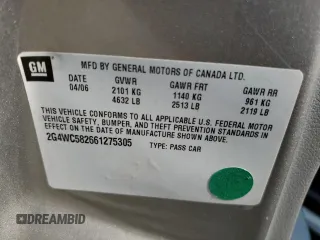 GM
MFD BY GENERAL MOTORS OF CANADA LTD.
DATE GVWR GAWR FRT GAWR RR
04/06 2101 KG 1140 KG 961 KG
4632 LB 2513 LB 2119 LB
THIS VEHICLE CONFORMS TO ALL APPLICABLE U.S. FEDERAL MOTOR
VEHICLE SAFETY, BUMPER, AND THEFT PREVENTION STANDARDS IN
EFFECT ON THE DATE OF MANUFACTURE SHOWN ABOVE.
2G4WC582661275305 TYPE: PASS CAR
DREAMBID